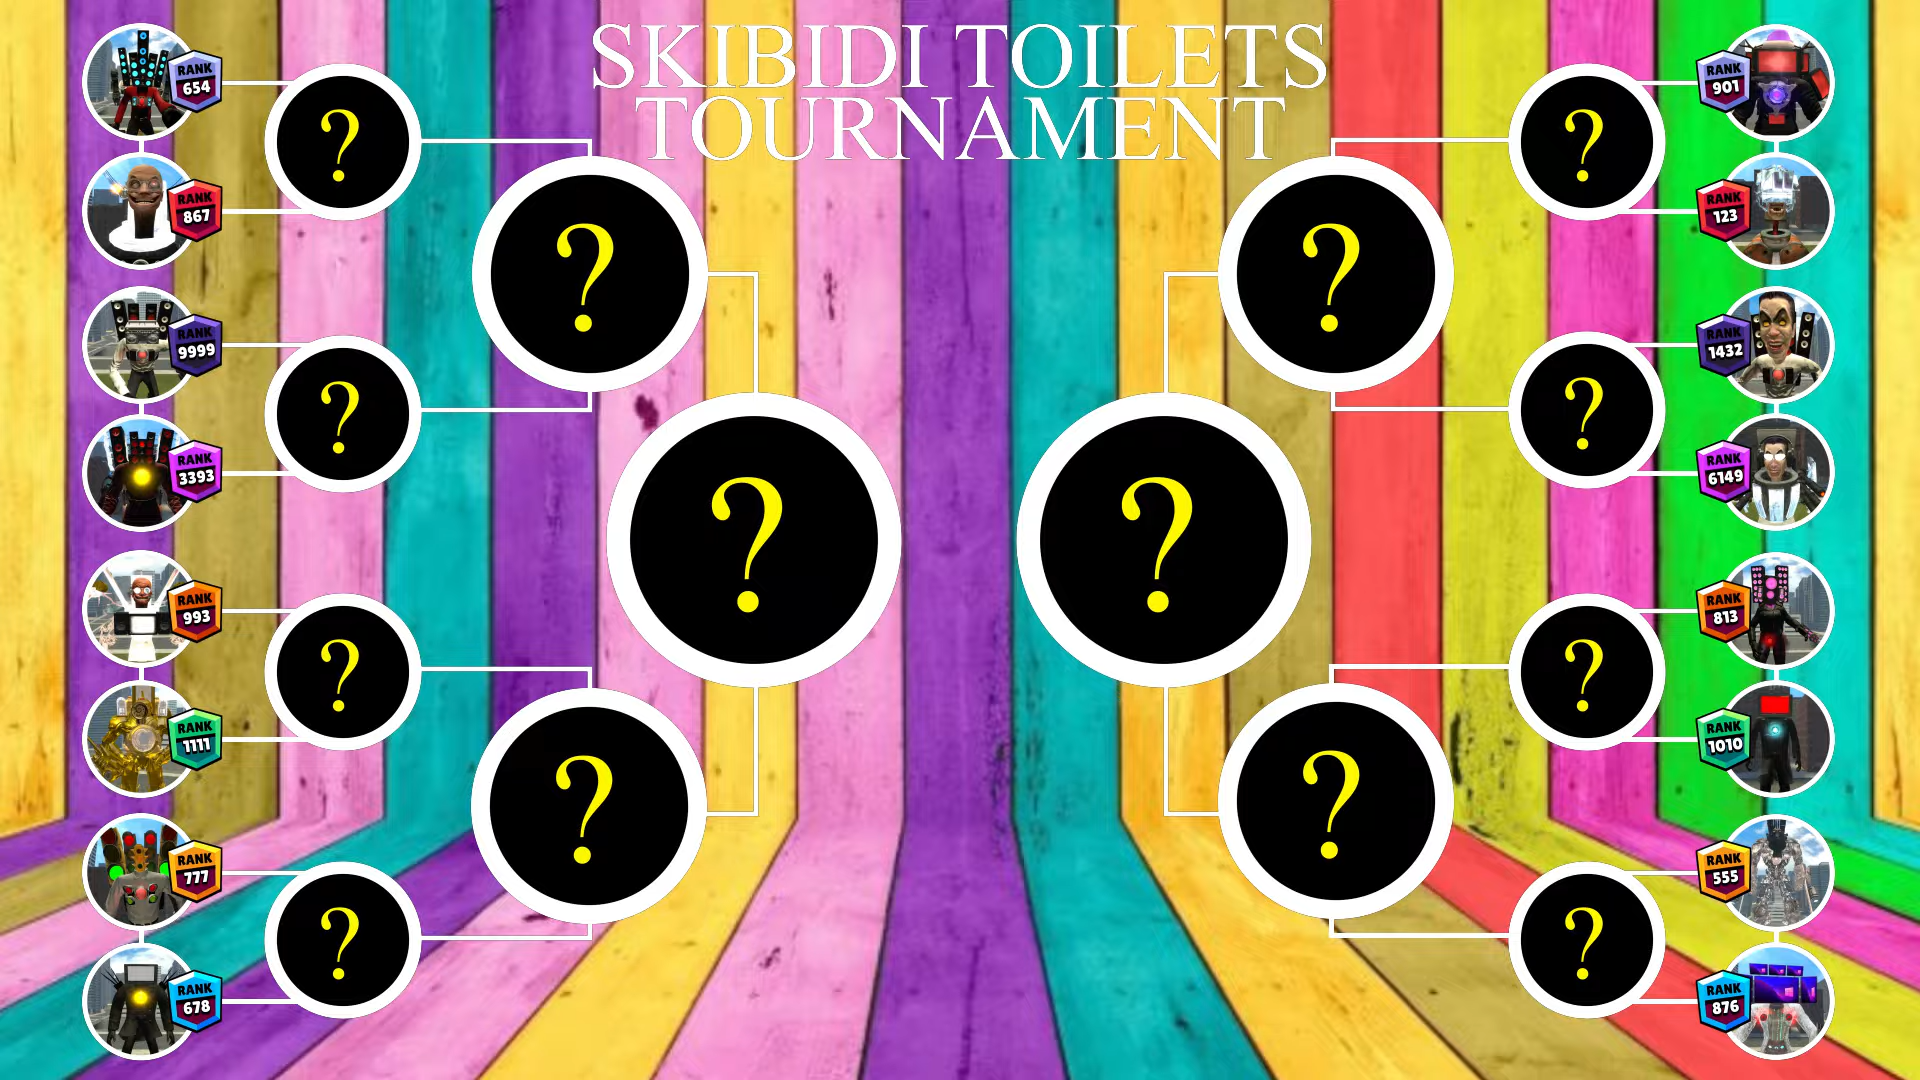 SKIBIDI TOILETS
TOURNAMENT
RANK
654
RANK
867
RANK
9999
RANK
3393
RANK
993
RANK
1111
RANK
777
RANK
678
?
?
?
?
?
?
?
?
?
?
?
?
?
?
RANK
901
RANK
123
RANK
1432
RANK
6149
RANK
813
RANK
1010
RANK
555
RANK
876